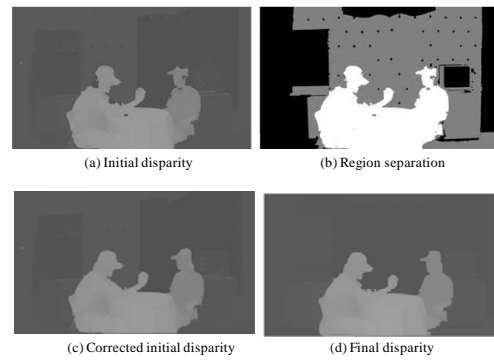 (a) Initial disparity
(b) Region separation
(c) Corrected initial disparity
(d) Final disparity